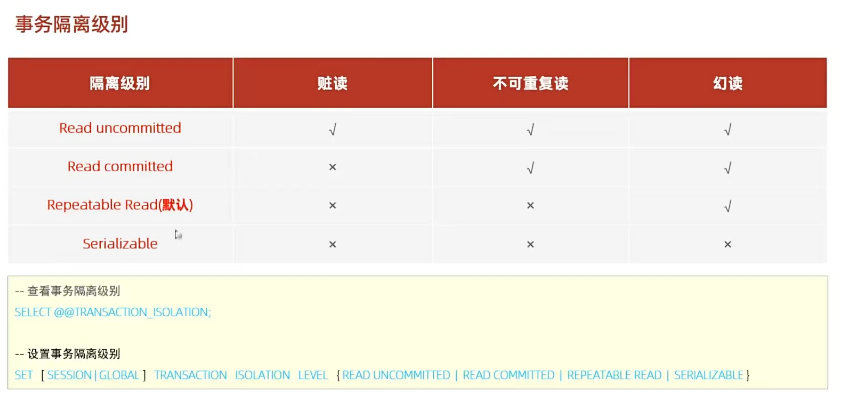 事务隔离级别
隔离级别 脏读 不可重复读 幻读
Read uncommitted √ √ √
Read committed × √ √
Repeatable Read(默认) × × √
Serializable × × ×
-- 查看事务隔离级别
SELECT @@TRANSACTION_ISOLATION;
-- 设置事务隔离级别
SET [ SESSION | GLOBAL ] TRANSACTION ISOLATION LEVEL { READ UNCOMMITTED | READ COMMITTED | REPEATABLE READ | SERIALIZABLE }